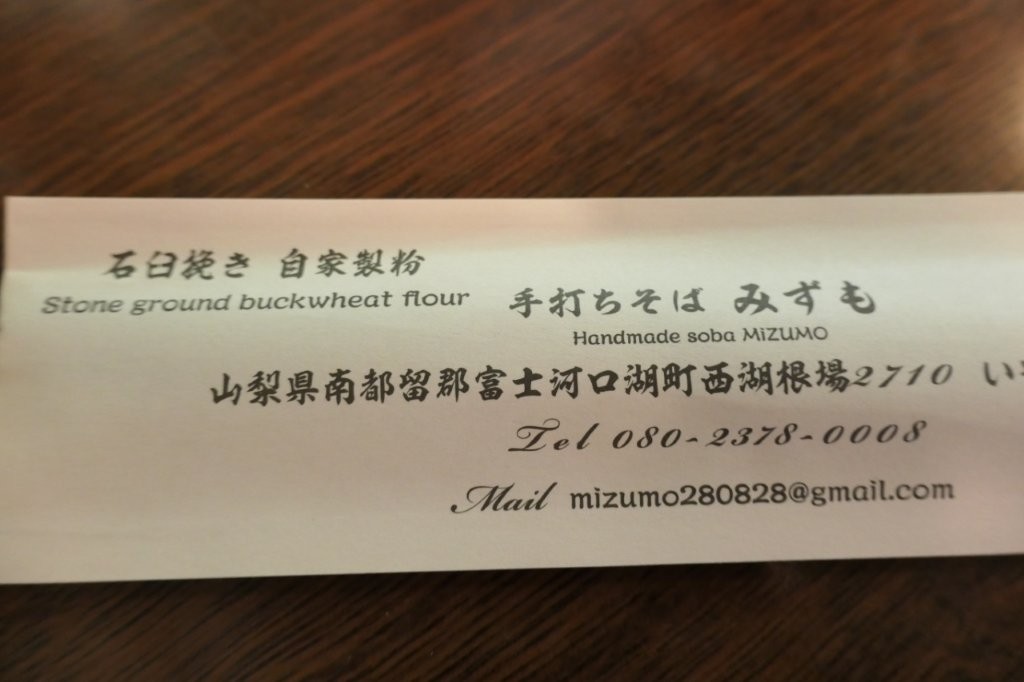 石臼挽き 自家製粉
Stone ground buckwheat flour
手打ちそば みずも
Handmade soba MiZUMO
山梨県南都留郡富士河口湖町西湖根場2710 い
Tel 080-2378-0008
Mail mizumo280828@gmail.com